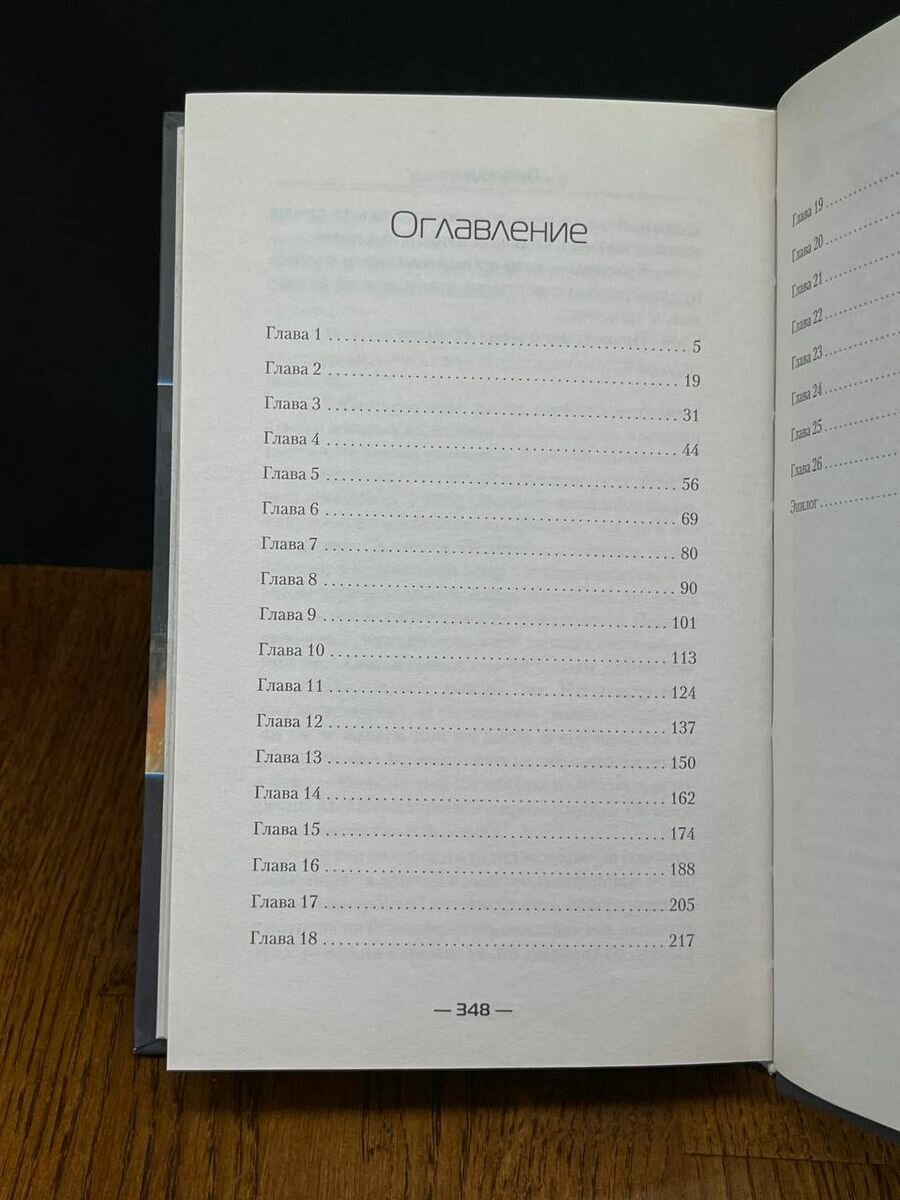 Оглавление
Глава 1 ........................................................ 5
Глава 2 ........................................................ 19
Глава 3 ........................................................ 31
Глава 4 ........................................................ 44
Глава 5 ........................................................ 56
Глава 6 ........................................................ 69
Глава 7 ........................................................ 80
Глава 8 ........................................................ 90
Глава 9 ........................................................ 101
Глава 10 ........................................................ 113
Глава 11 ........................................................ 124
Глава 12 ........................................................ 137
Глава 13 ........................................................ 150
Глава 14 ........................................................ 162
Глава 15 ........................................................ 174
Глава 16 ........................................................ 188
Глава 17 ........................................................ 205
Глава 18 ........................................................ 217
— 348 —
Глава 19 ............
Глава 20 ............
Глава 21 ............
Глава 22 ............
Глава 23 ............
Глава 24 ............
Глава 25 ............
Глава 26 ............
Эпилог ............